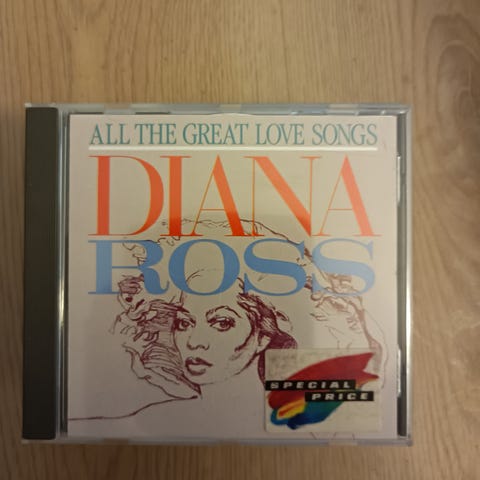 ALL THE GREAT LOVE SONGS
DIANA
ROSS
SPECIAL
PRICE